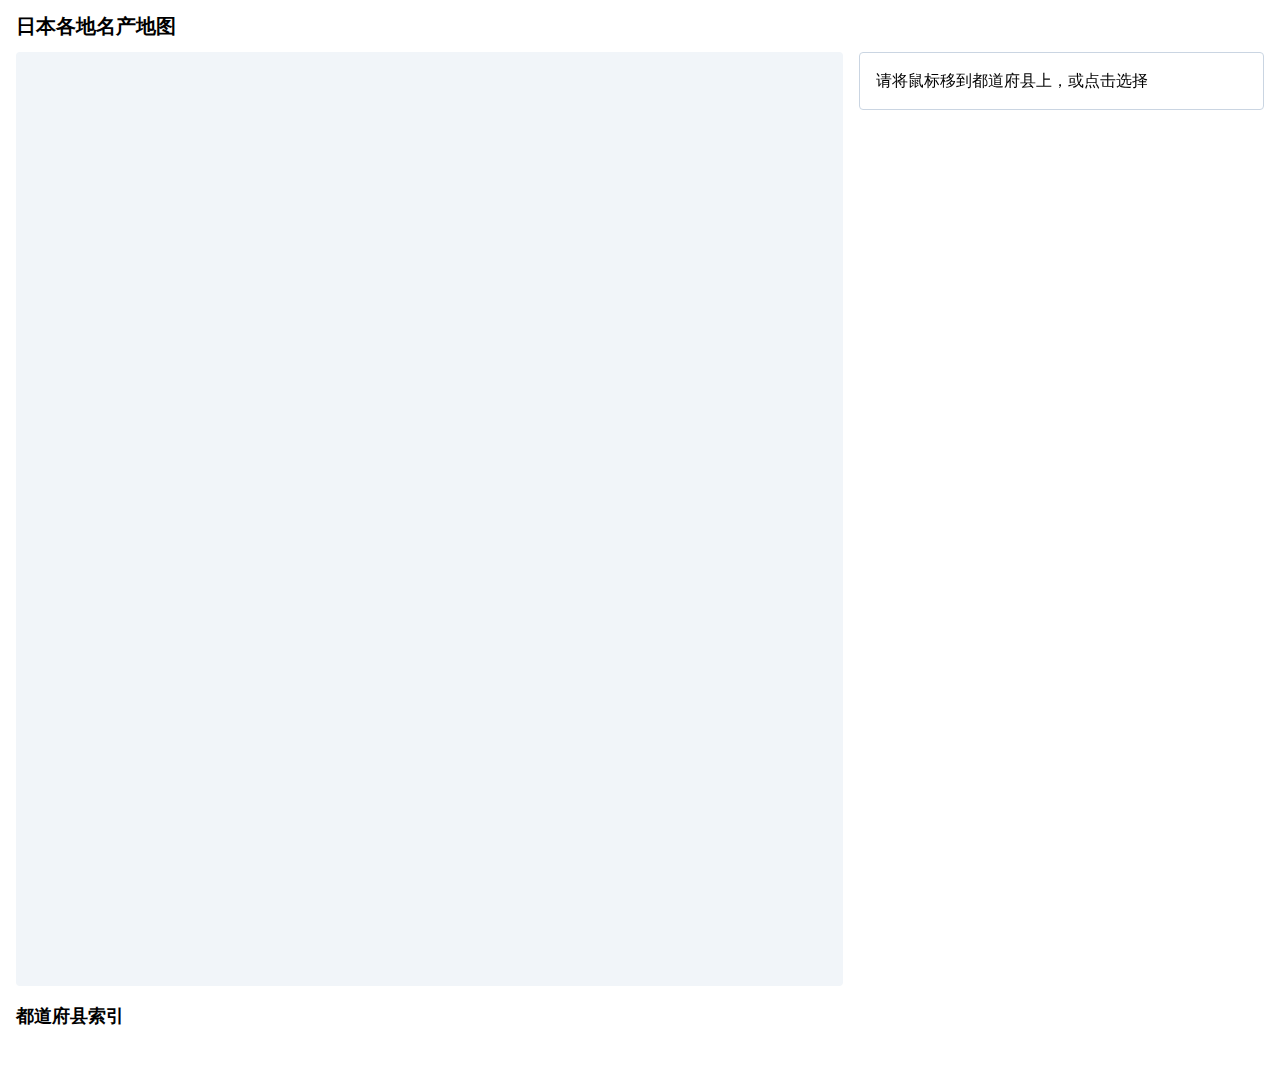 日本各地名产地图
请将鼠标移到都道府县上，或点击选择
都道府县索引